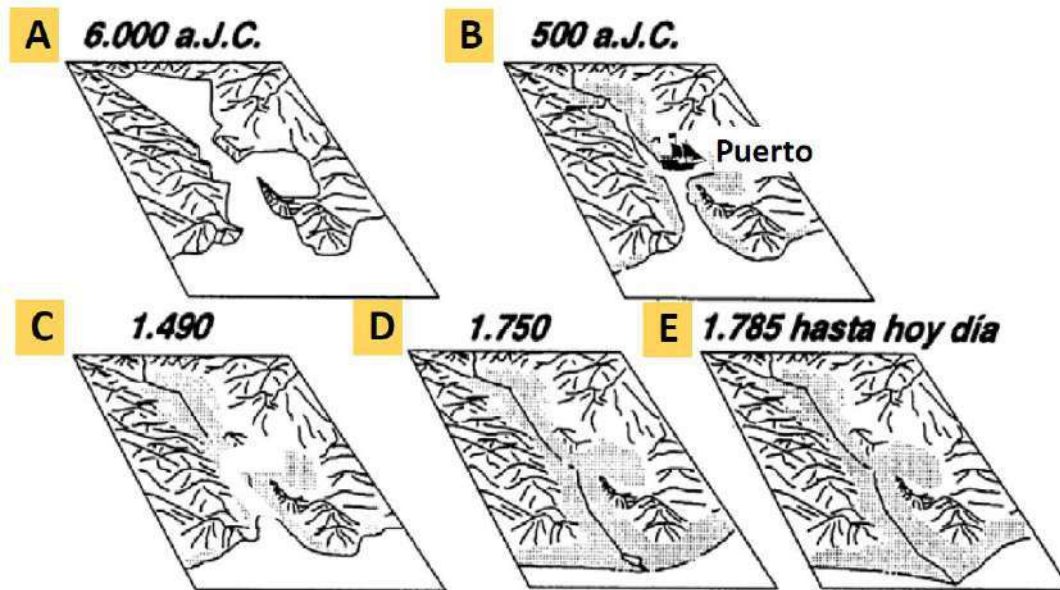 A 6.000 a.J.C.
B 500 a.J.C.
Puerto
C 1.490
D 1.750
E 1.785 hasta hoy día